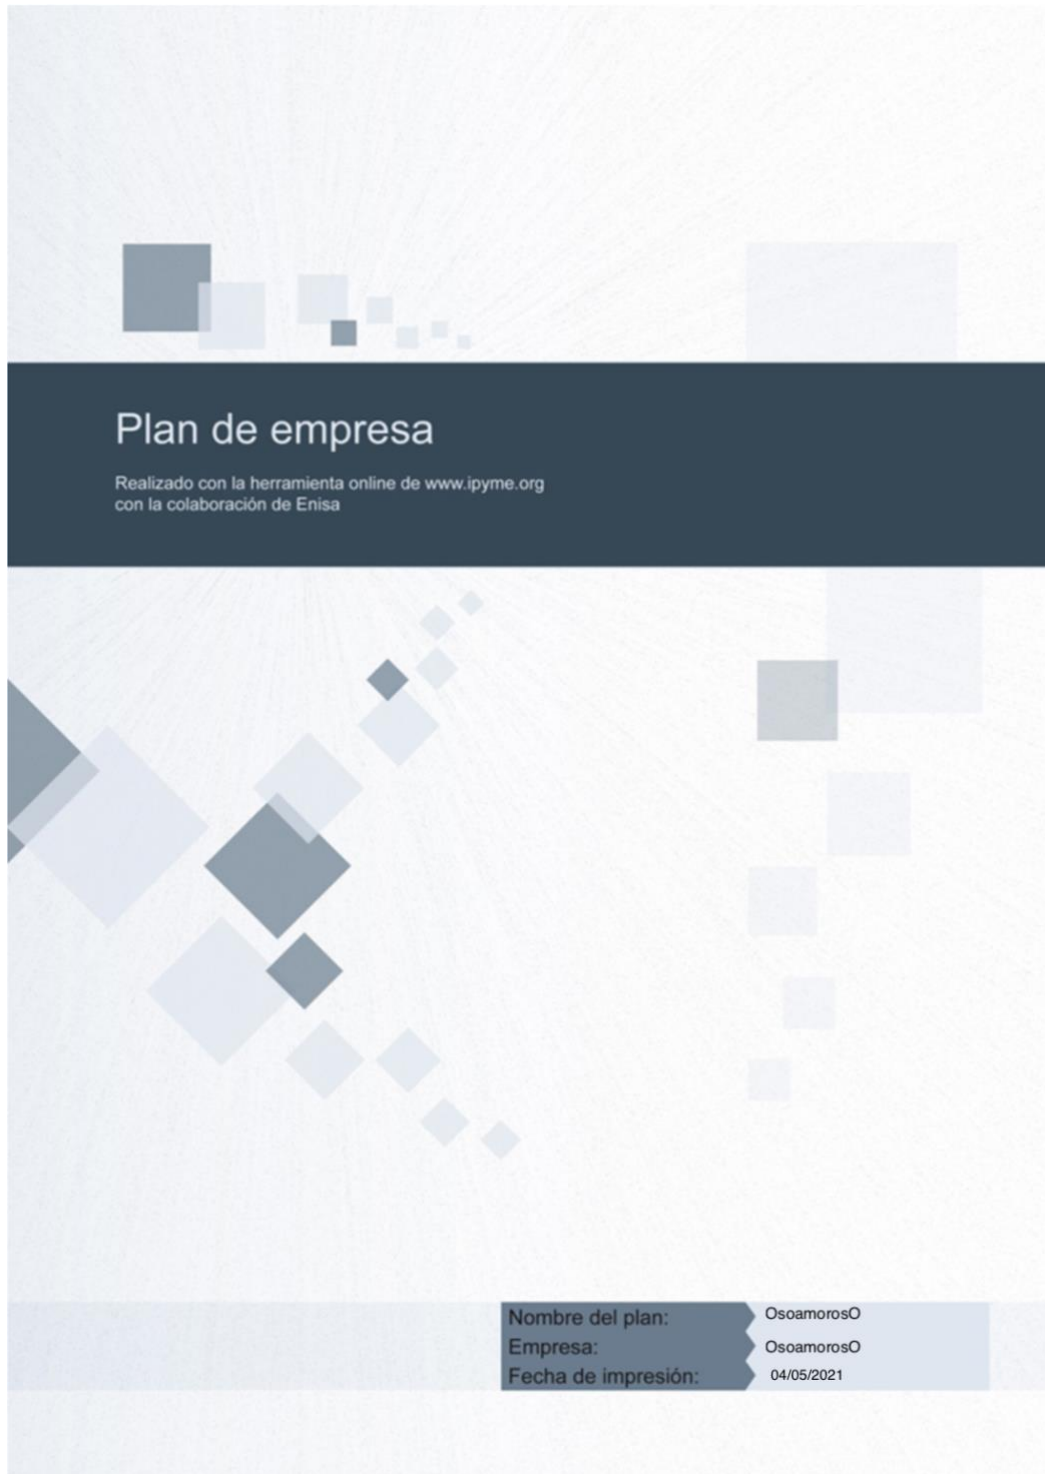 Plan de empresa
Realizado con la herramienta online de www.ipyme.org
con la colaboración de Enisa
Nombre del plan: OsoamorosO
Empresa: OsoamorosO
Fecha de impresión: 04/05/2021